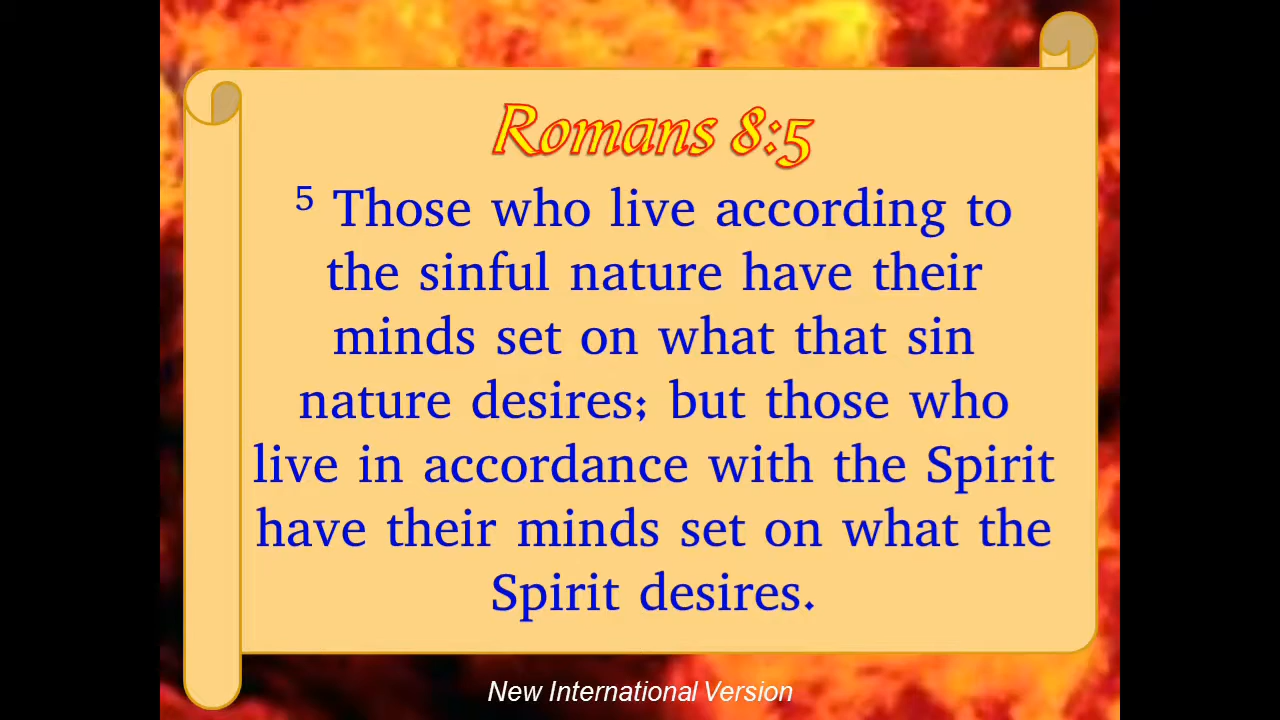 Romans 8:5
5 Those who live according to
the sinful nature have their
minds set on what that sin
nature desires; but those who
live in accordance with the Spirit
have their minds set on what the
Spirit desires.
New International Version